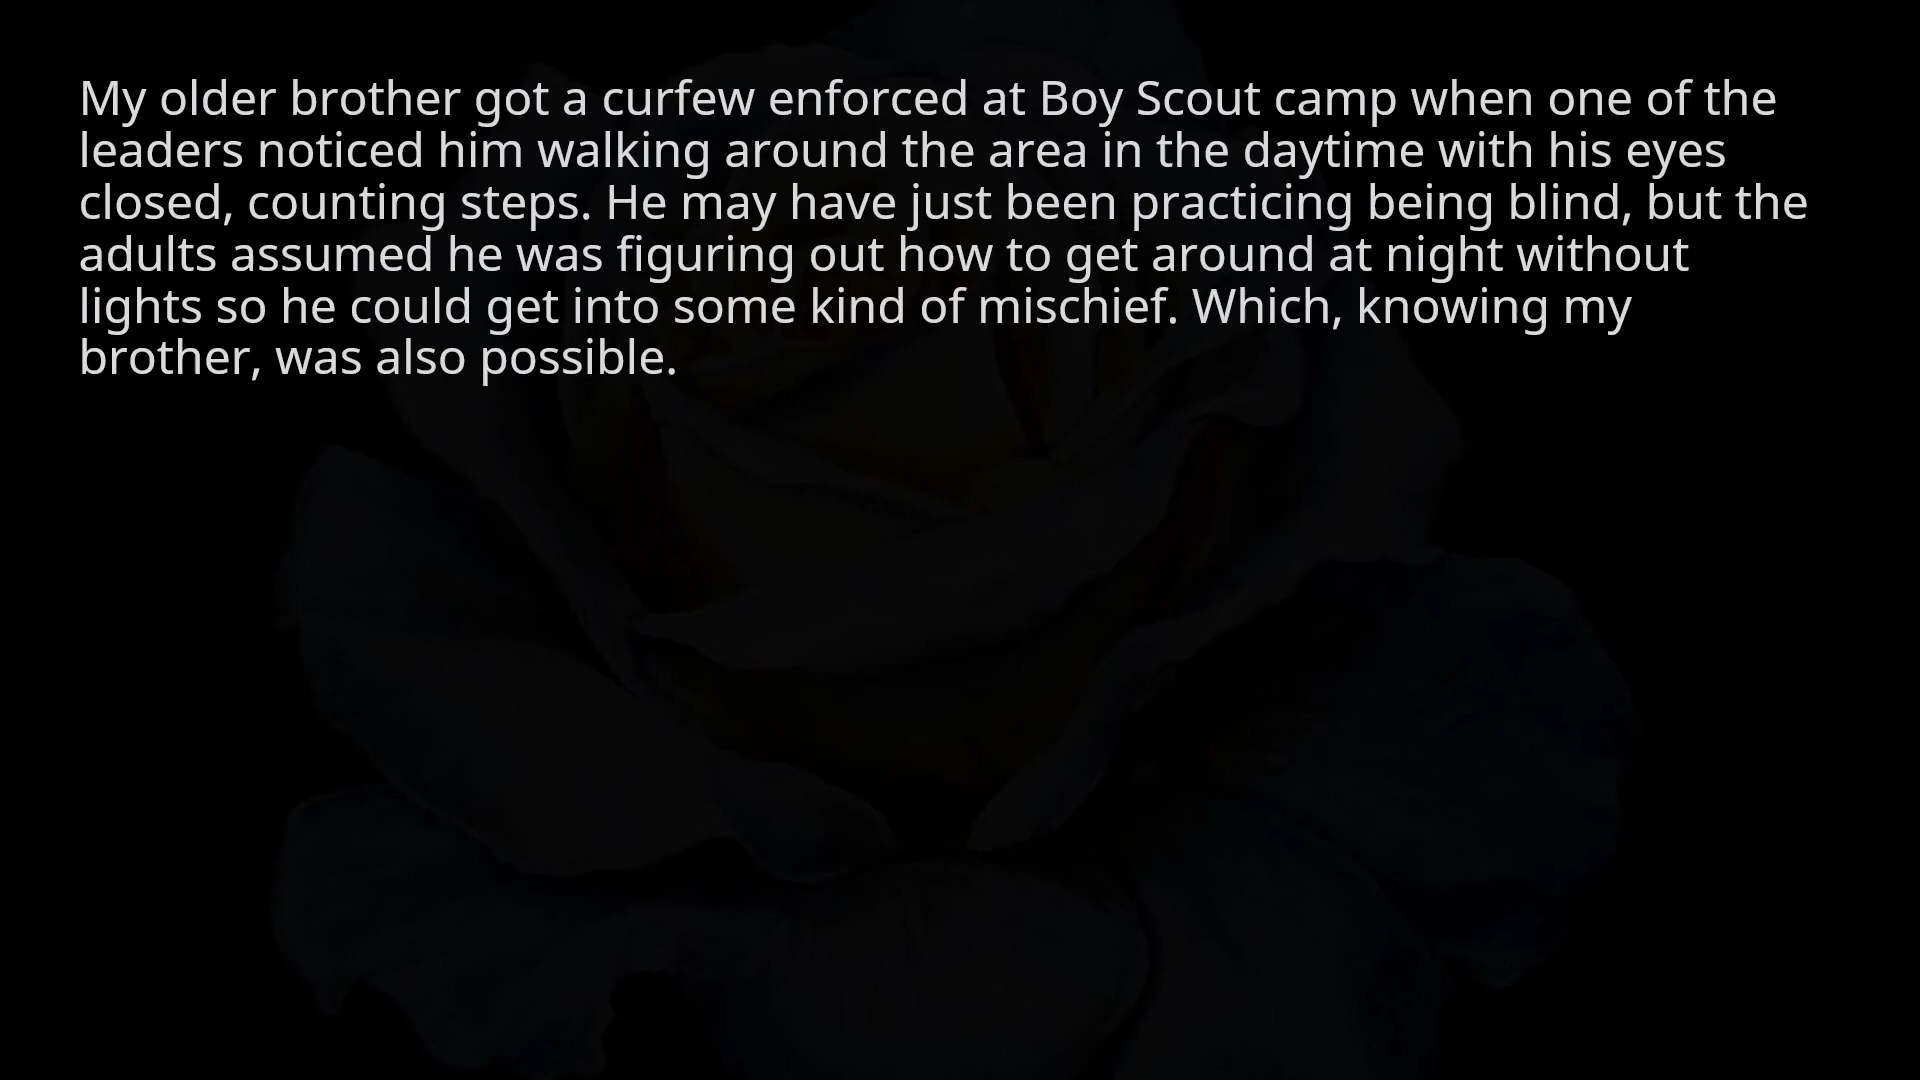 My older brother got a curfew enforced at Boy Scout camp when one of the
leaders noticed him walking around the area in the daytime with his eyes
closed, counting steps. He may have just been practicing being blind, but the
adults assumed he was figuring out how to get around at night without
lights so he could get into some kind of mischief. Which, knowing my
brother, was also possible.